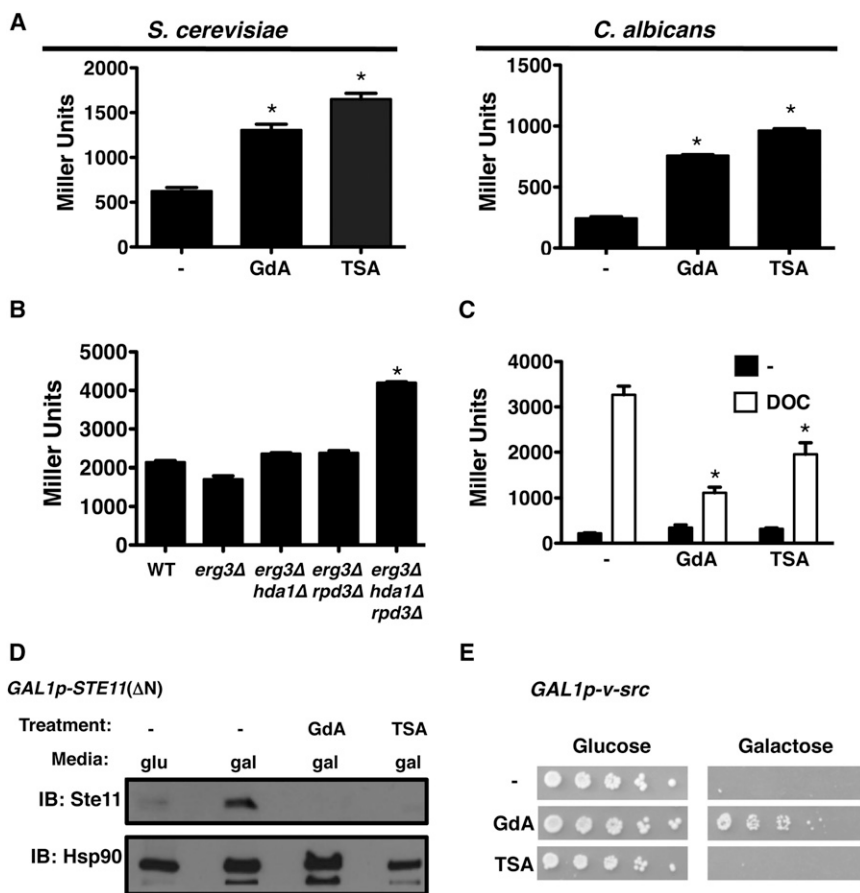 A
S. cerevisiae
C. albicans
Miller Units
2000
1500
1000
500
0
*
*
-
GdA
TSA
Miller Units
1500
1000
500
0
*
*
-
GdA
TSA
B
Miller Units
5000
4000
3000
2000
1000
0
*
WT
erg3Δ
erg3Δ
hda1Δ
erg3Δ
rpd3Δ
erg3Δ
hda1Δ
rpd3Δ
C
Miller Units
4000
3000
2000
1000
0
-
DOC
*
*
-
GdA
TSA
D
GAL1p-STE11(ΔN)
Treatment: - - GdA TSA
Media: glu gal gal gal
IB: Ste11
IB: Hsp90
E
GAL1p-v-src
Glucose Galactose
-
GdA
TSA